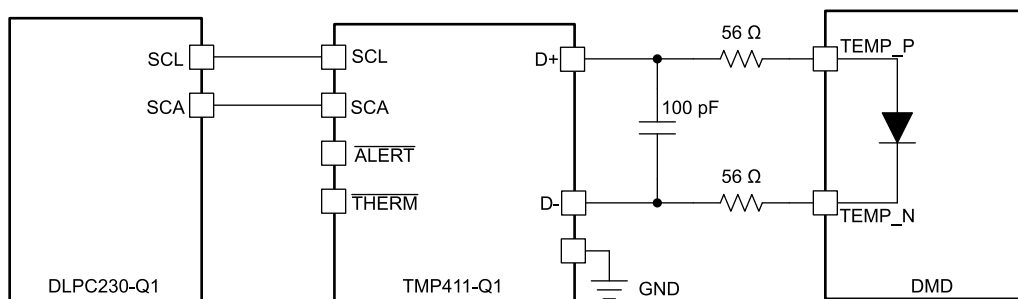 56 Ω
TEMP_P
SCL
SCL
D+
SCA
SCA
100 pF
ALERT
56 Ω
THERM
D-
TEMP_N
DLPC230-Q1
TMP411-Q1
GND
DMD